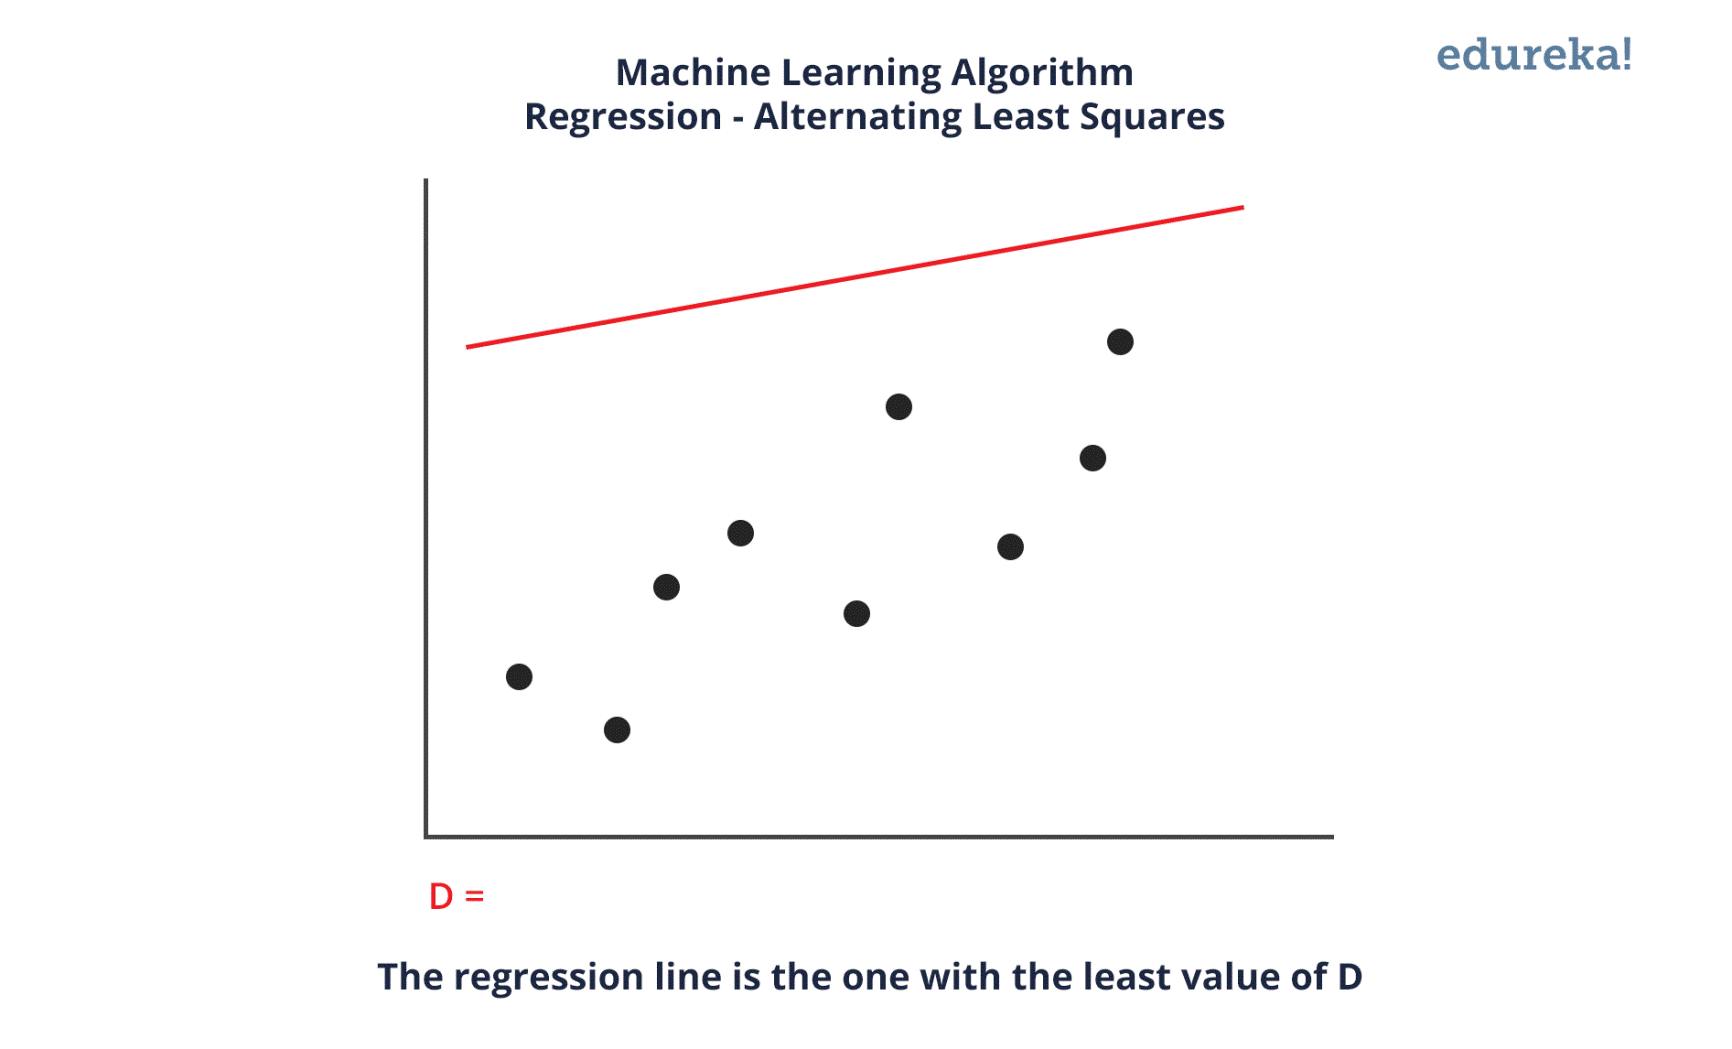 edureka!
Machine Learning Algorithm
Regression - Alternating Least Squares
D =
The regression line is the one with the least value of D